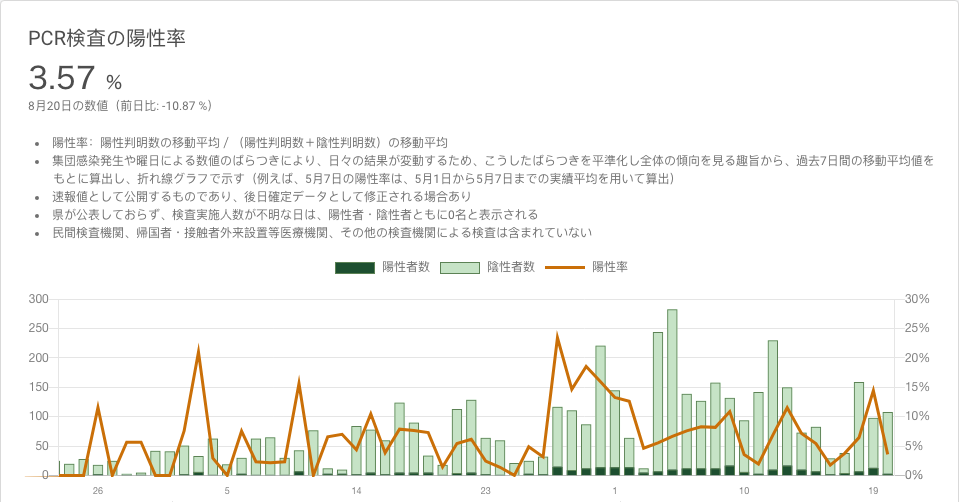 PCR検査の陽性率
3.57 %
8月20日の数値（前日比: -10.87 %）
• 陽性率：陽性判明数の移動平均 / （陽性判明数＋陰性判明数）の移動平均
• 集団感染発生や曜日による数値のばらつきにより、日々の結果が変動するため、こうしたばらつきを平準化し全体の傾向を見る趣旨から、過去7日間の移動平均値を
もとに算出し、折れ線グラフで示す（例えば、5月7日の陽性率は、5月1日から5月7日までの実績平均を用いて算出）
• 速報値として公開するものであり、後日確定データとして修正される場合あり
• 県が公表しておらず、検査実施人数が不明な日は、陽性者・陰性者ともに0名と表示される
• 民間検査機関、帰国者・接触者外来設置等医療機関、その他の検査機関による検査は含まれていない
陽性者数 陰性者数 陽性率
300 30%
250 25%
200 20%
150 15%
100 10%
50 5%
0 0%
26 5 14 23 1 10 19